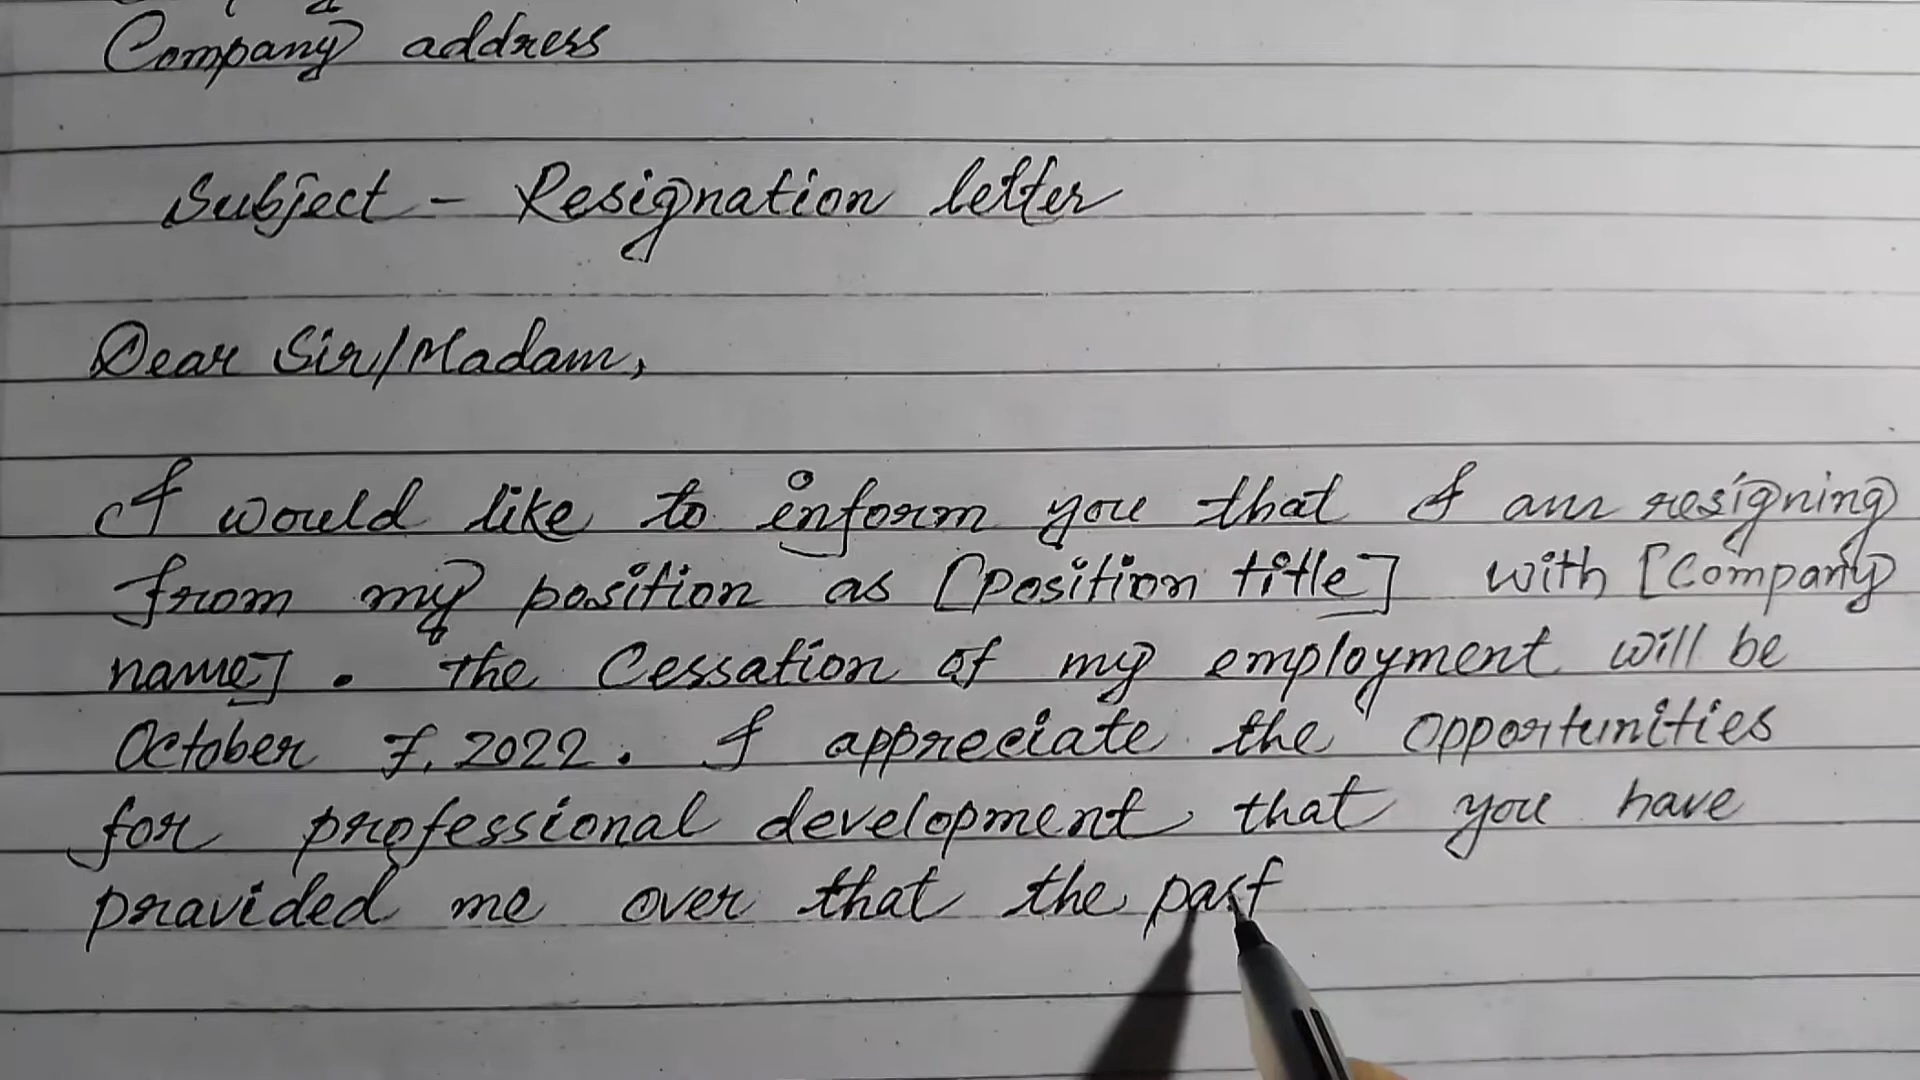 Company address
Subject - Resignation letter
Dear Sir/Madam,
I would like to inform you that I am resigning
from my position as [Position title] with [Company
name]. the Cessation of my employment will be
October 7, 2022. I appreciate the opportunities
for professional development that you have
pravided me over that the past